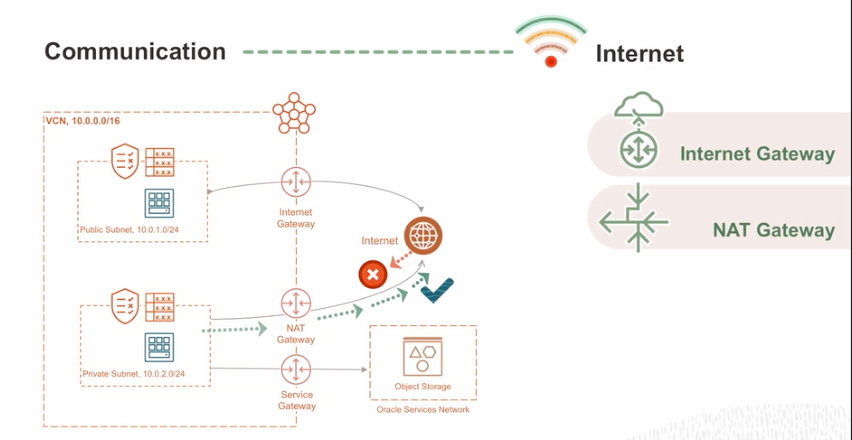 Communication
Internet
VCN, 10.0.0.0/16
Public Subnet, 10.0.1.0/24
Internet
Gateway
Internet
NAT
Gateway
Private Subnet, 10.0.2.0/24
Service
Gateway
Object Storage
Oracle Services Network
Internet Gateway
NAT Gateway